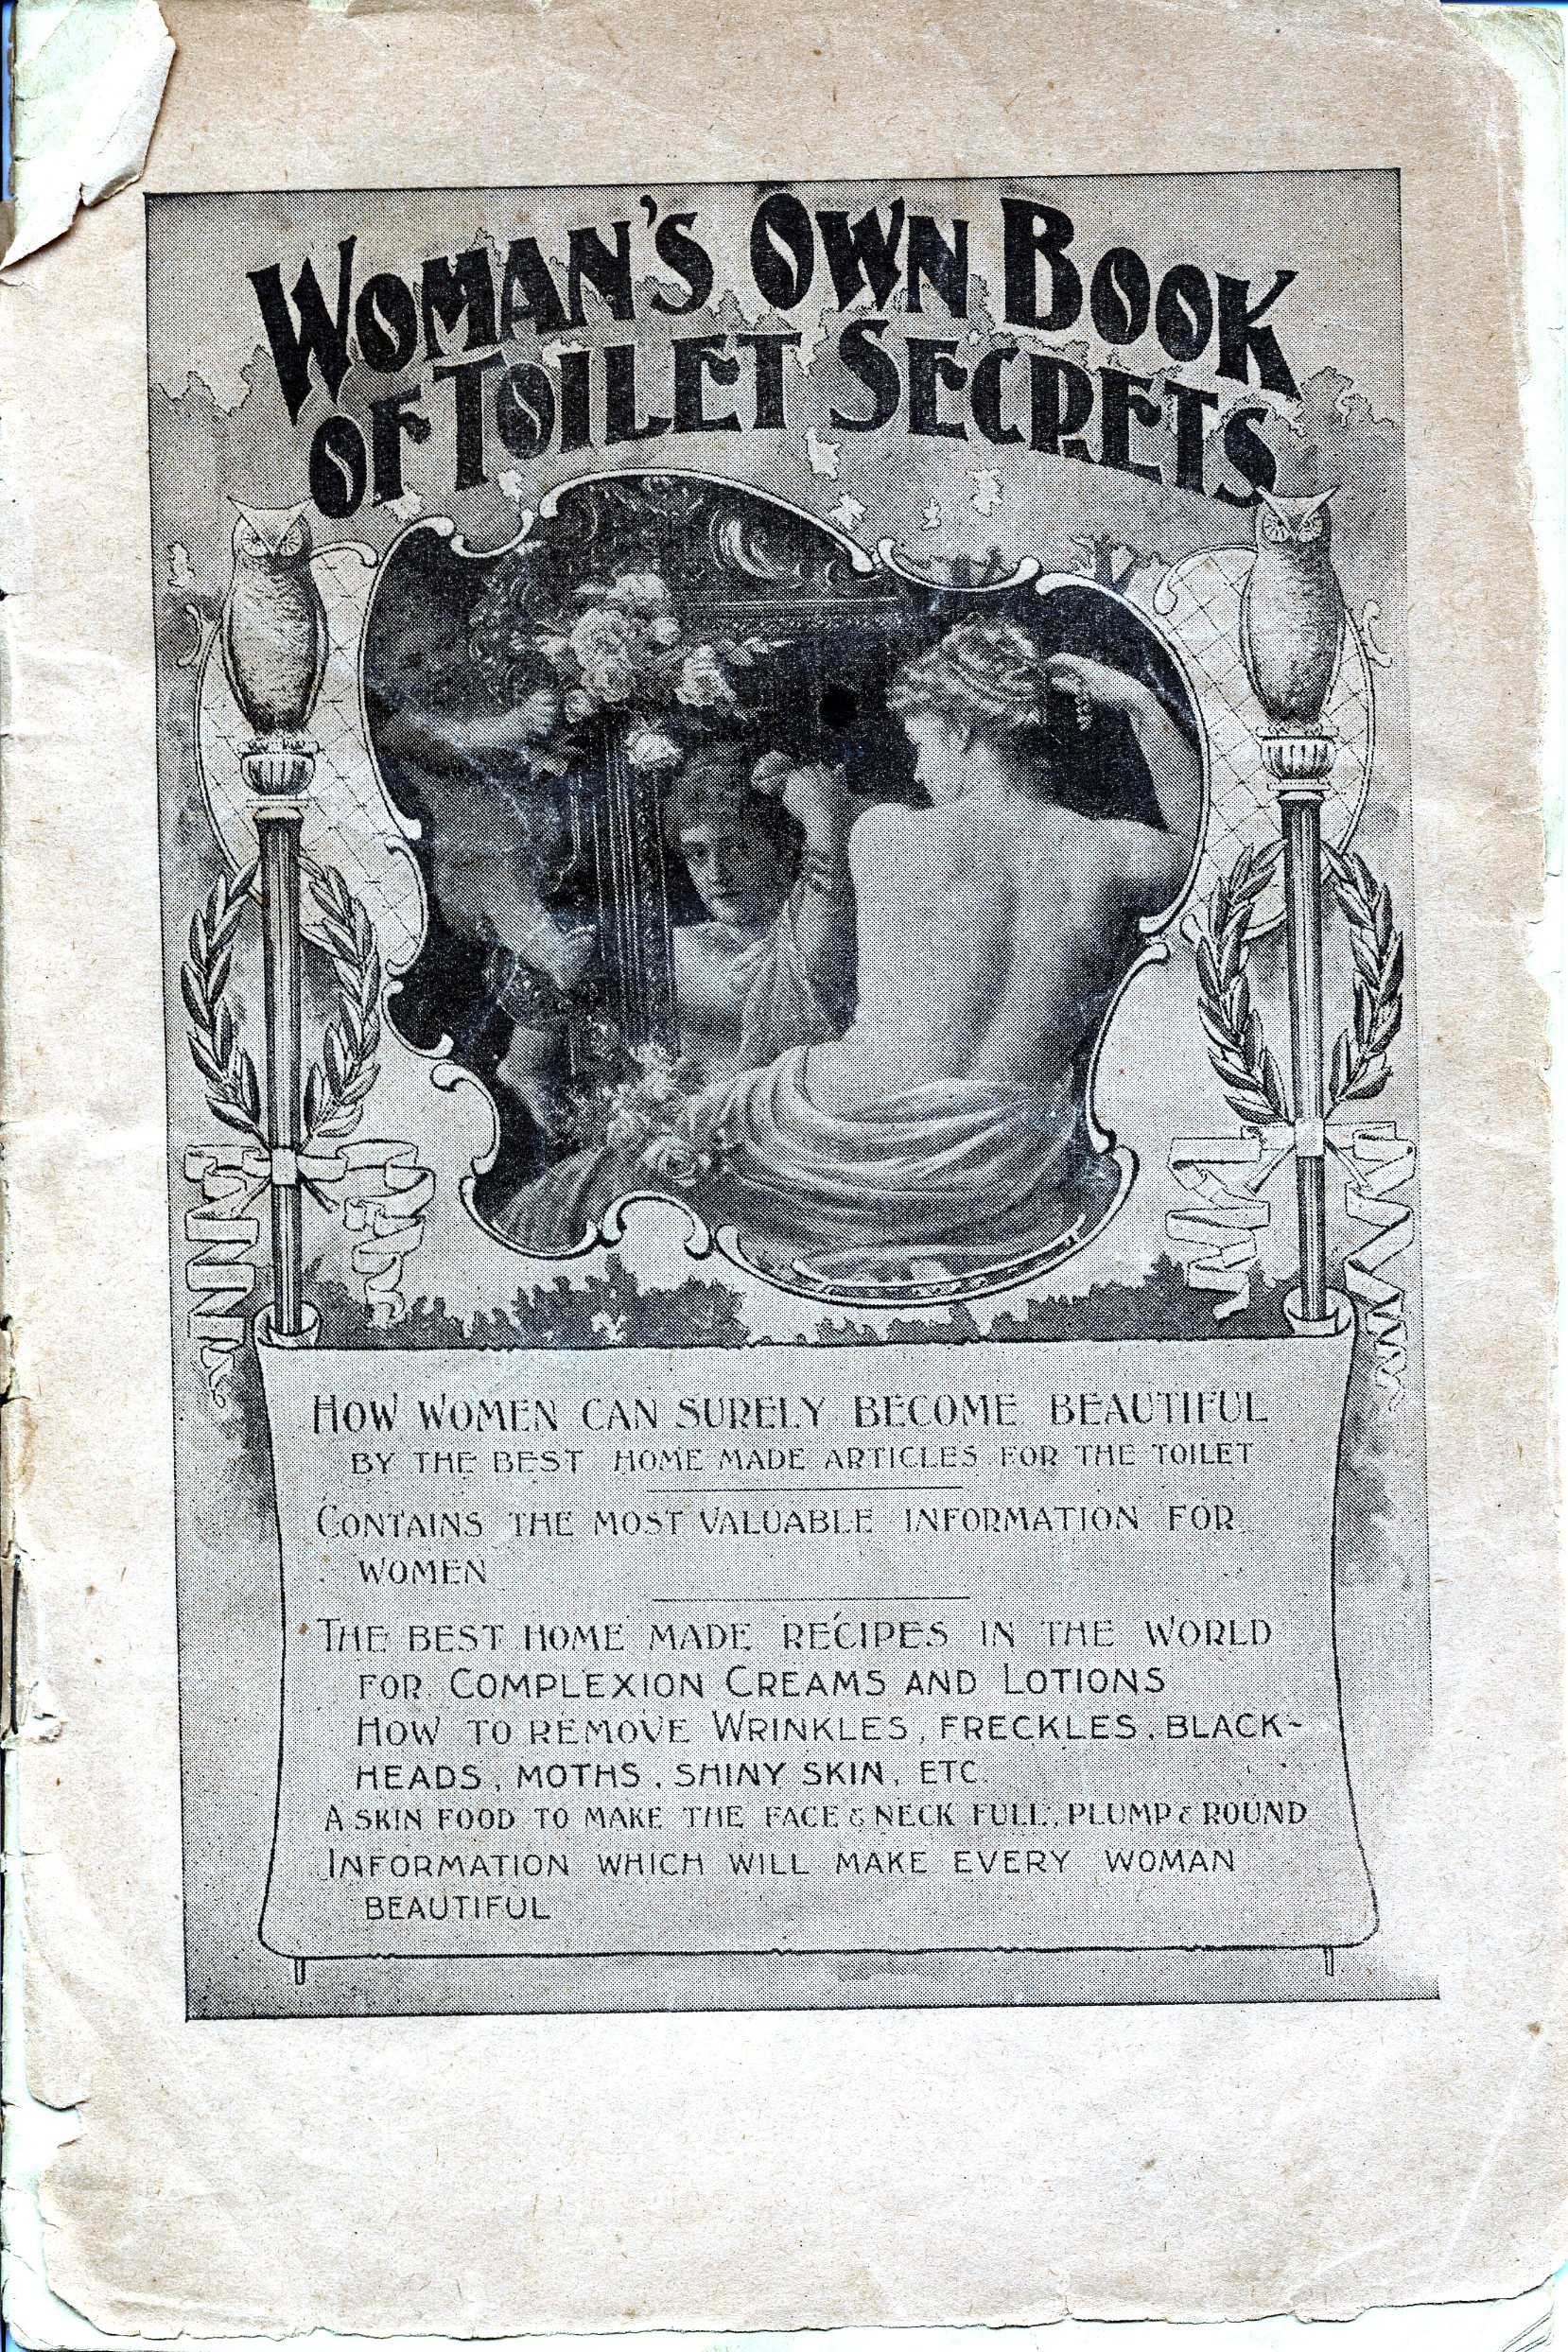 WOMAN'S OWN BOOK
OF TOILET SECRETS
HOW WOMEN CAN SURELY BECOME BEAUTIFUL
BY THE BEST HOME MADE ARTICLES FOR THE TOILET
CONTAINS THE MOST VALUABLE INFORMATION FOR
WOMEN
THE BEST HOME MADE RECIPES IN THE WORLD
FOR COMPLEXION CREAMS AND LOTIONS
HOW TO REMOVE WRINKLES, FRECKLES, BLACK-
HEADS, MOTHS, SHINY SKIN, ETC.
A SKIN FOOD TO MAKE THE FACE & NECK FULL, PLUMP & ROUND
INFORMATION WHICH WILL MAKE EVERY WOMAN
BEAUTIFUL